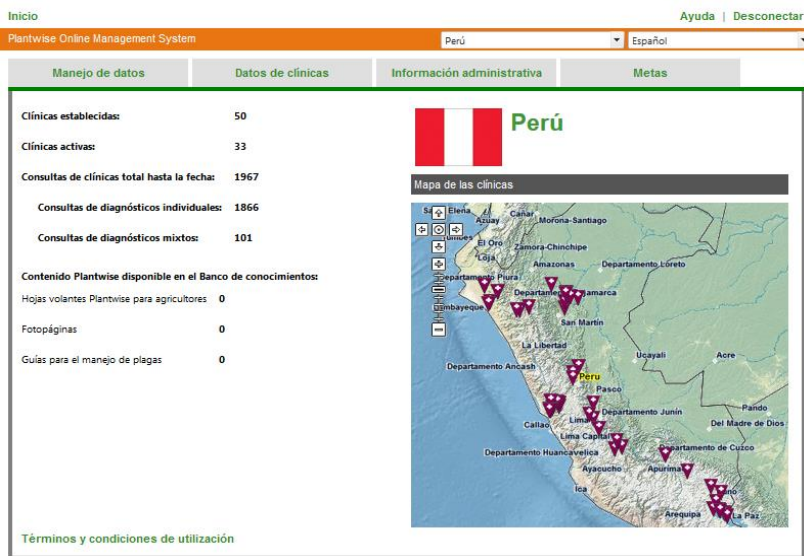 Inicio
Ayuda | Desconectar
Plantwise Online Management System
Perú
Español
Manejo de datos
Datos de clínicas
Información administrativa
Metas
Clínicas establecidas: 50
Clínicas activas: 33
Consultas de clínicas total hasta la fecha: 1967
Consultas de diagnósticos individuales: 1866
Consultas de diagnósticos mixtos: 101
Contenido Plantwise disponible en el Banco de conocimientos:
Hojas volantes Plantwise para agricultores 0
Fotopáginas 0
Guías para el manejo de plagas 0
Perú
Mapa de las clínicas
Elena
Azuay
Cañar
Morona-Santiago
El Oro
Zamora-Chinchipe
Loja
Amazonas
Departamento Loreto
Piura
San Martín
La Libertad
Departamento Ancash
Ucayali
Acre
Peru
Pasco
Departamento Junín
Pando
Callao
Lima
Del Madre de Dios
Lima Capital
Departamento Huancavelica
Departamento de Cuzco
Ayacucho
Apurima
Ica
Arequipa
La Paz
Términos y condiciones de utilización